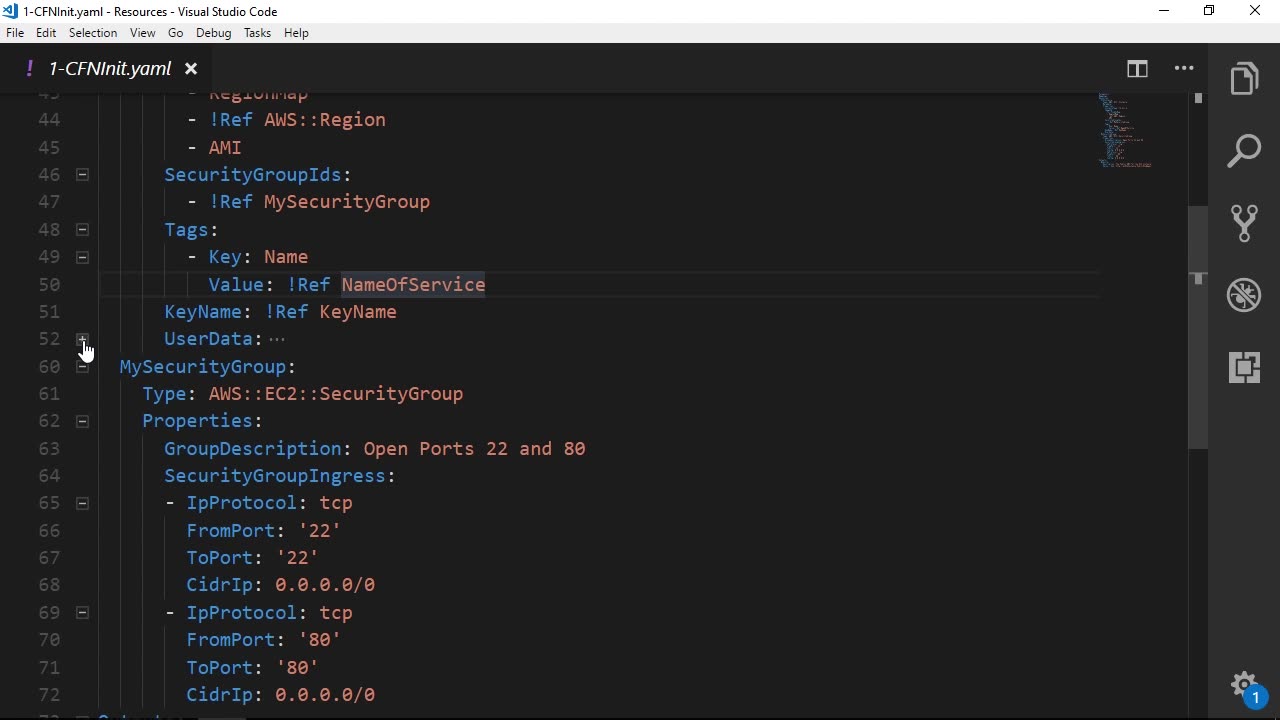 1-CFNInit.yaml - Resources - Visual Studio Code
File Edit Selection View Go Debug Tasks Help
! 1-CFNInit.yaml ×
43 - RegionMap
44 - !Ref AWS::Region
45 - AMI
46 SecurityGroupIds:
47 - !Ref MySecurityGroup
48 Tags:
49 - Key: Name
50 Value: !Ref NameOfService
51 KeyName: !Ref KeyName
52 UserData:…
60 MySecurityGroup:
61 Type: AWS::EC2::SecurityGroup
62 Properties:
63 GroupDescription: Open Ports 22 and 80
64 SecurityGroupIngress:
65 - IpProtocol: tcp
66 FromPort: '22'
67 ToPort: '22'
68 CidrIp: 0.0.0.0/0
69 - IpProtocol: tcp
70 FromPort: '80'
71 ToPort: '80'
72 CidrIp: 0.0.0.0/0
73 Outputs:
1